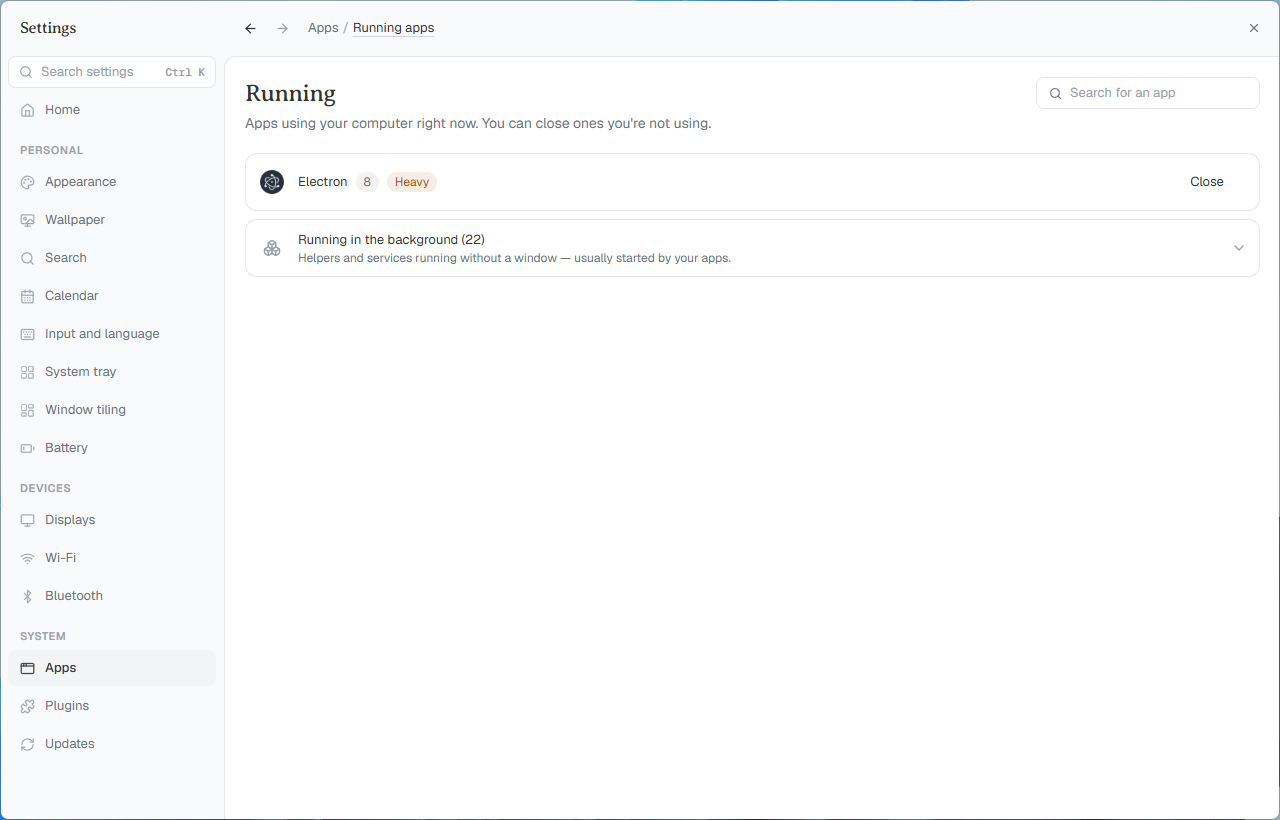 Settings
Apps / Running apps
Search settings Ctrl K
Home
PERSONAL
Appearance
Wallpaper
Search
Calendar
Input and language
System tray
Window tiling
Battery
DEVICES
Displays
Wi-Fi
Bluetooth
SYSTEM
Apps
Plugins
Updates
Running
Search for an app
Apps using your computer right now. You can close ones you're not using.
Electron 8 Heavy Close
Running in the background (22)
Helpers and services running without a window — usually started by your apps.